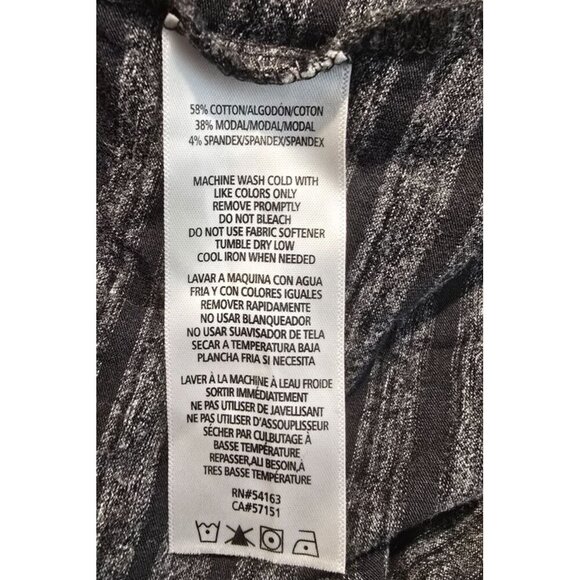 58% COTTON/ALGODÓN/COTON
38% MODAL/MODAL/MODAL
4% SPANDEX/SPANDEX/SPANDEX
MACHINE WASH COLD WITH
LIKE COLORS ONLY
REMOVE PROMPTLY
DO NOT BLEACH
DO NOT USE FABRIC SOFTENER
TUMBLE DRY LOW
COOL IRON WHEN NEEDED
LAVAR A MAQUINA CON AGUA
FRIA Y CON COLORES IGUALES
REMOVER RAPIDAMENTE
NO USAR BLANQUEADOR
NO USAR SUAVISADOR DE TELA
SECAR A TEMPERATURA BAJA
PLANCHA FRIA SI NECESITA
LAVER À LA MACHINE À LEAU FROIDE
SORTIR IMMÉDIATEMENT
NE PAS UTILISER DE JAVELLISANT
NE PAS UTILISER D'ASSOUPLISSEUR
SÉCHER PAR CULBUTAGE À
BASSE TEMPÉRATURE
REPASSER,AU BESOIN,À
TRES BASSE TEMPÉRATURE
RN#54163
CA#57151